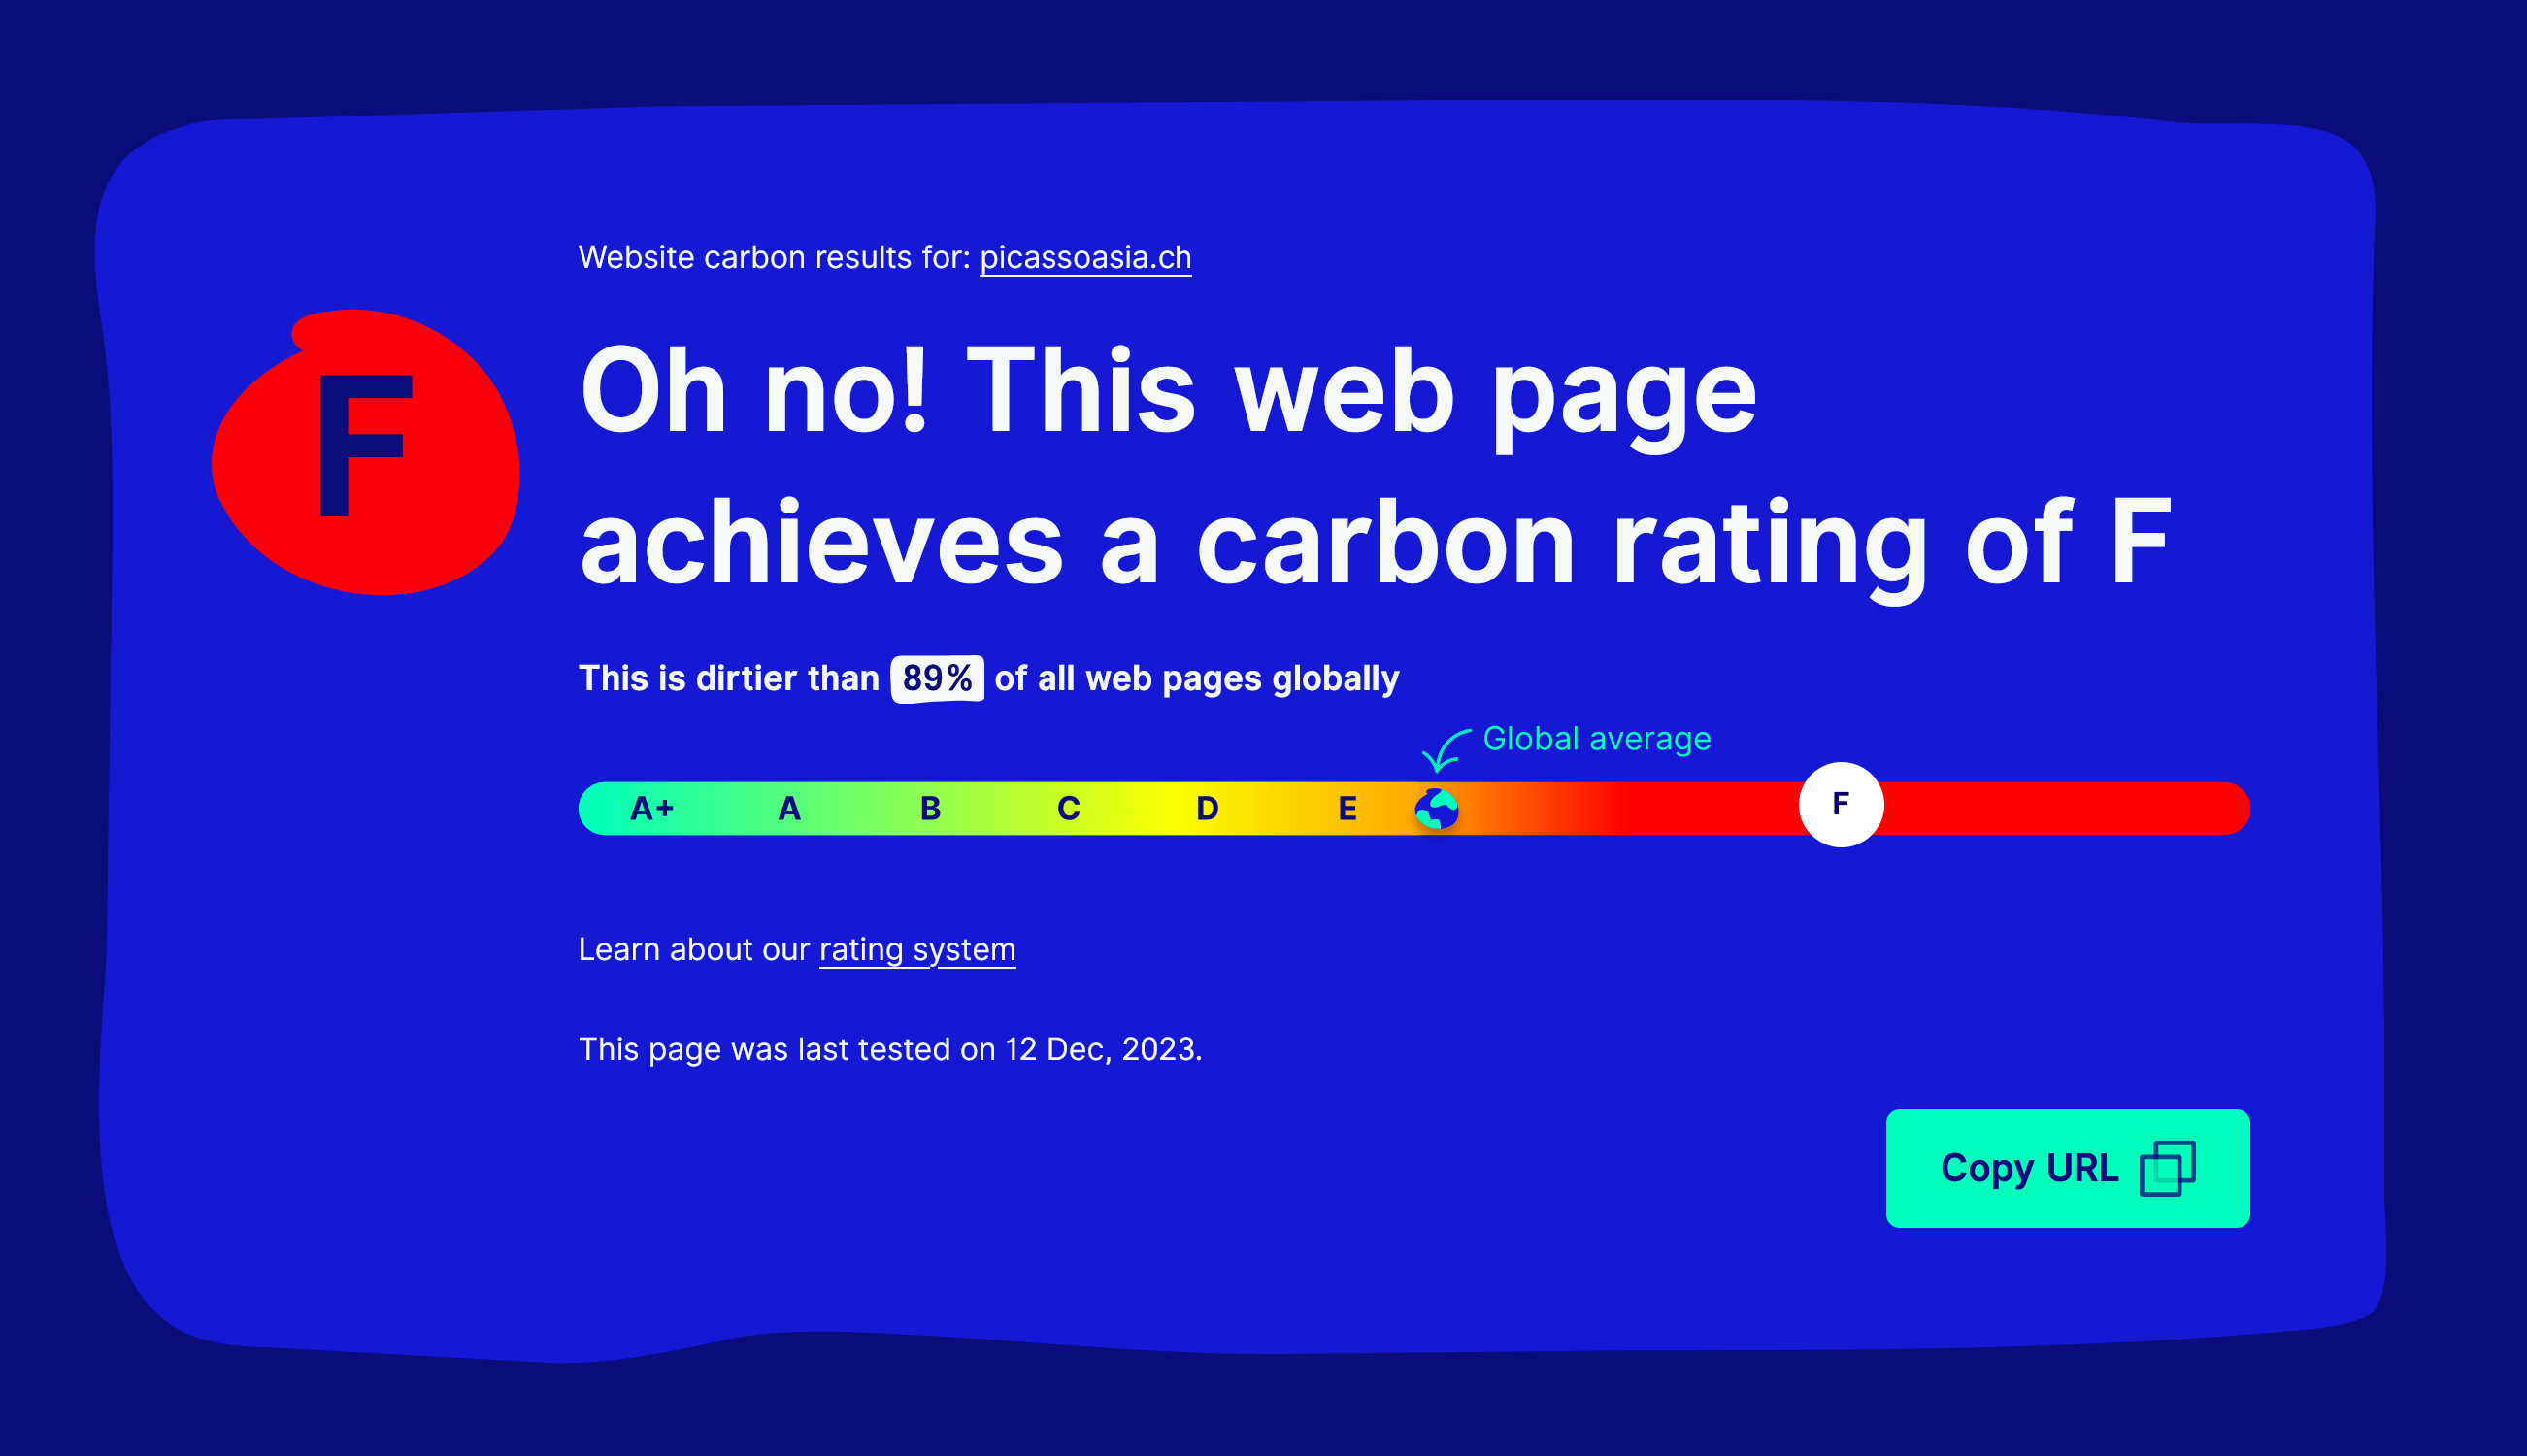 Website carbon results for: picassoasia.ch
F
Oh no! This web page
achieves a carbon rating of F
This is dirtier than 89% of all web pages globally
Global average
A+ A B C D E F
Learn about our rating system
This page was last tested on 12 Dec, 2023.
Copy URL